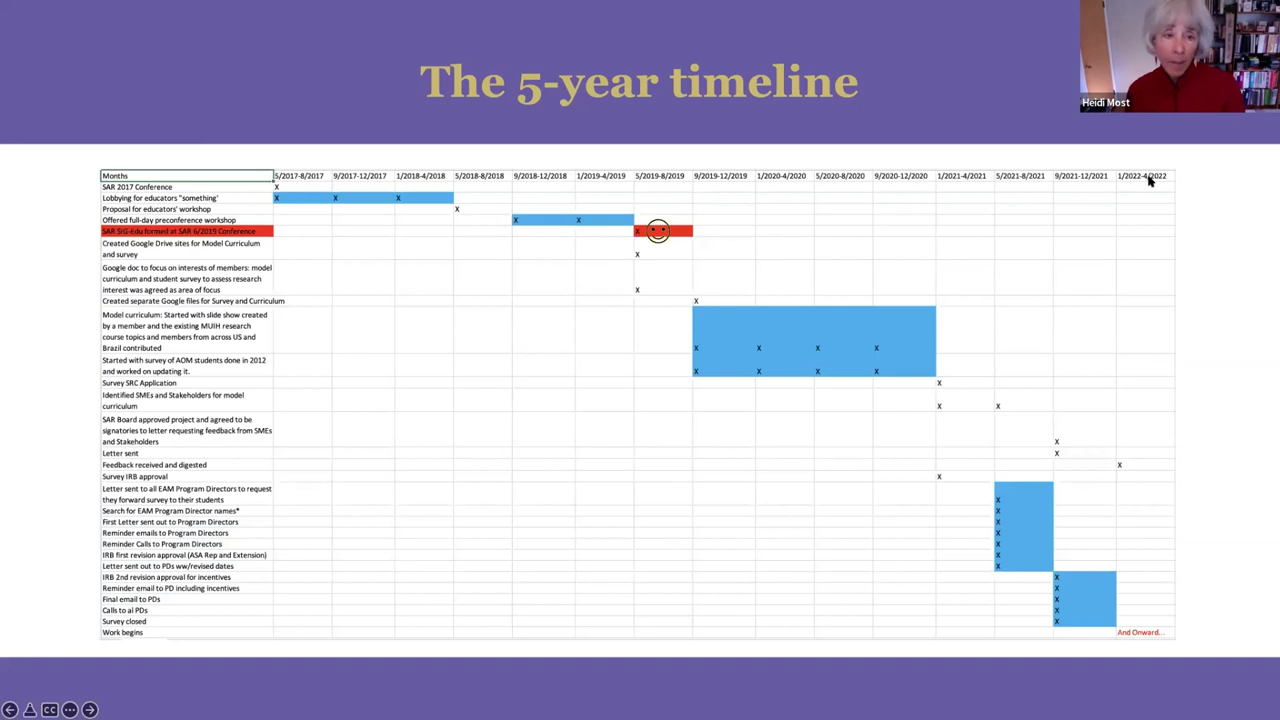 The 5-year timeline
Heidi Most
Months 5/2017-8/2017 9/2017-12/2017 1/2018-4/2018 5/2018-8/2018 9/2018-12/2018 1/2019-4/2019 5/2019-8/2019 9/2019-12/2019 1/2020-4/2020 5/2020-8/2020 9/2020-12/2020 1/2021-4/2021 5/2021-8/2021 9/2021-12/2021 1/2022-4/2022
SAR 2017 Conference X
Lobbying for educators "something' X X X
Proposal for educators' workshop X
Offered full-day preconference workshop X X
SAR SIG-Edu formed at SAR 6/2019 Conference X
Created Google Drive sites for Model Curriculum
and survey X
Google doc to focus on interests of members: model
curriculum and student survey to assess research
interest was agreed as area of focus X
Created separate Google files for Survey and Curriculum X
Model curriculum: Started with slide show created
by a member and the existing MUIH research
course topics and members from across US and
Brazil contributed X X X X
Started with survey of AOM students done in 2012
and worked on updating it. X X X X
Survey SRC Application X
Identified SMEs and Stakeholders for model
curriculum X X
SAR Board approved project and agreed to be
signatories to letter requesting feedback from SMEs
and Stakeholders X
Letter sent X
Feedback received and digested X
Survey IRB approval X
Letter sent to all EAM Program Directors to request
they forward survey to their students X
Search for EAM Program Director names* X
First Letter sent out to Program Directors X
Reminder emails to Program Directors X
Reminder Calls to Program Directors X
IRB first revision approval (ASA Rep and Extension) X
Letter sent out to PDs ww/revised dates X
IRB 2nd revision approval for incentives X
Reminder email to PD including incentives X
Final email to PDs X
Calls to al PDs X
Survey closed X
Work begins And Onward...
CC